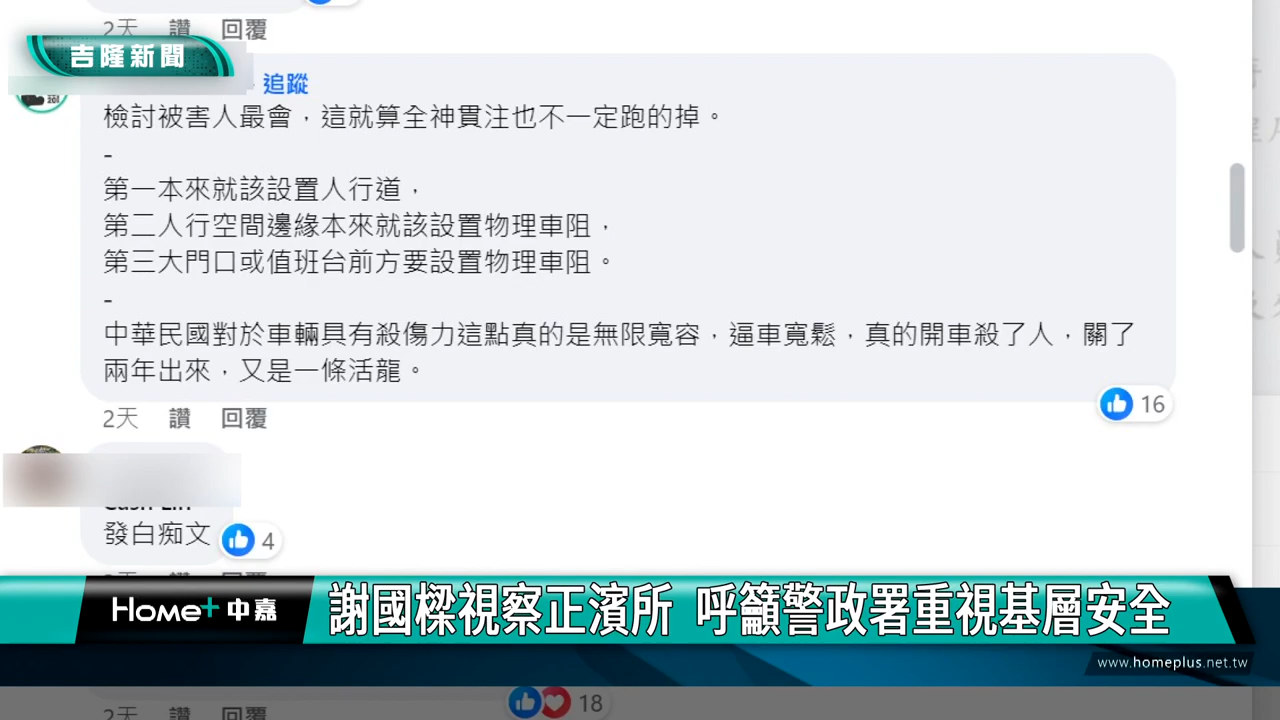 2天 讚 回覆
吉隆新聞
追蹤
檢討被害人最會，這就算全神貫注也不一定跑的掉。
-
第一本來就該設置人行道，
第二人行空間邊緣本來就該設置物理車阻，
第三大門口或值班台前方要設置物理車阻。
-
中華民國對於車輛具有殺傷力這點真的是無限寬容，逼車寬鬆，真的開車殺了人，關了
兩年出來，又是一條活龍。
2天 讚 回覆
16
發白痴文
4
Home+ 中嘉
謝國樑視察正濱所 呼籲警政署重視基層安全
www.homeplus.net.tw
18
2天 讚 回覆